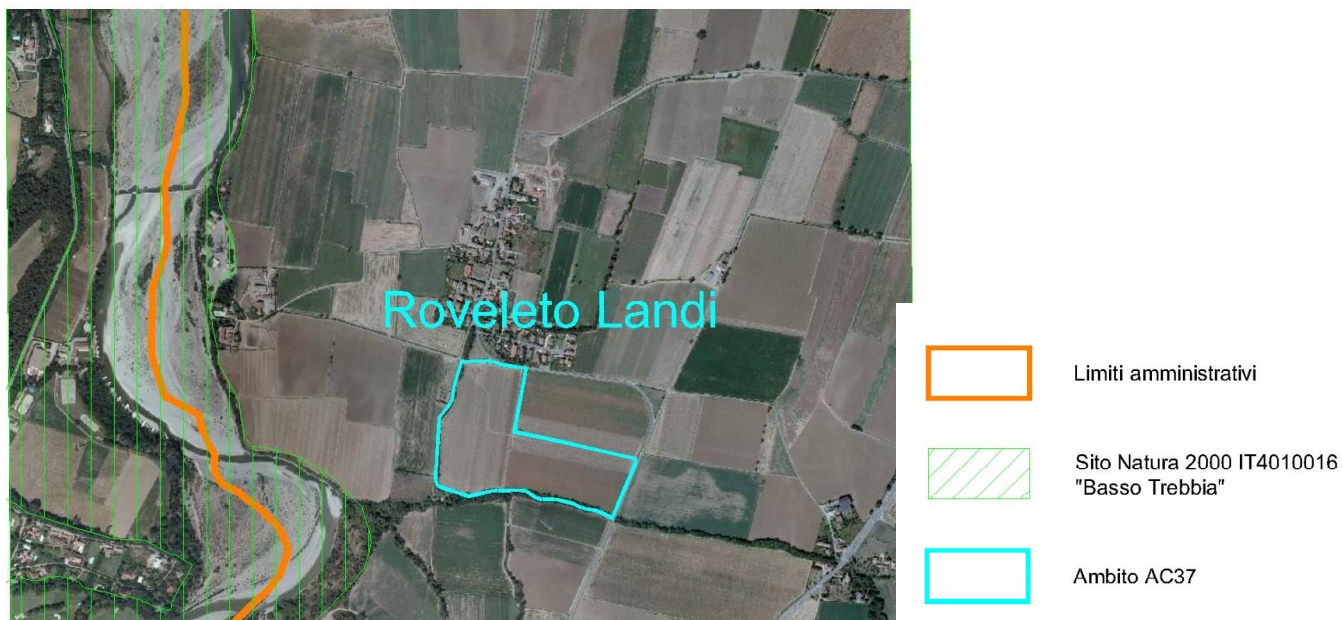 Roveleto Landi
Limiti amministrativi
Sito Natura 2000 IT4010016
"Basso Trebbia"
Ambito AC37